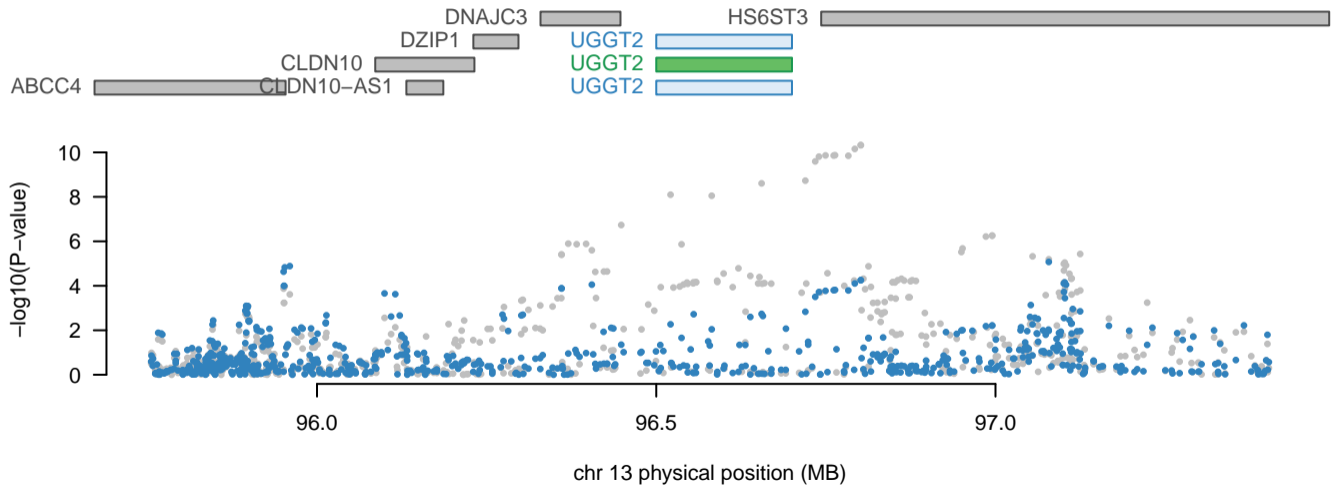 DNAJC3 HS6ST3
DZIP1 UGGT2
CLDN10 UGGT2
ABCC4 CLDN10−AS1 UGGT2
10
8
6
4
2
0
−log10(P−value)
96.0 96.5 97.0
chr 13 physical position (MB)